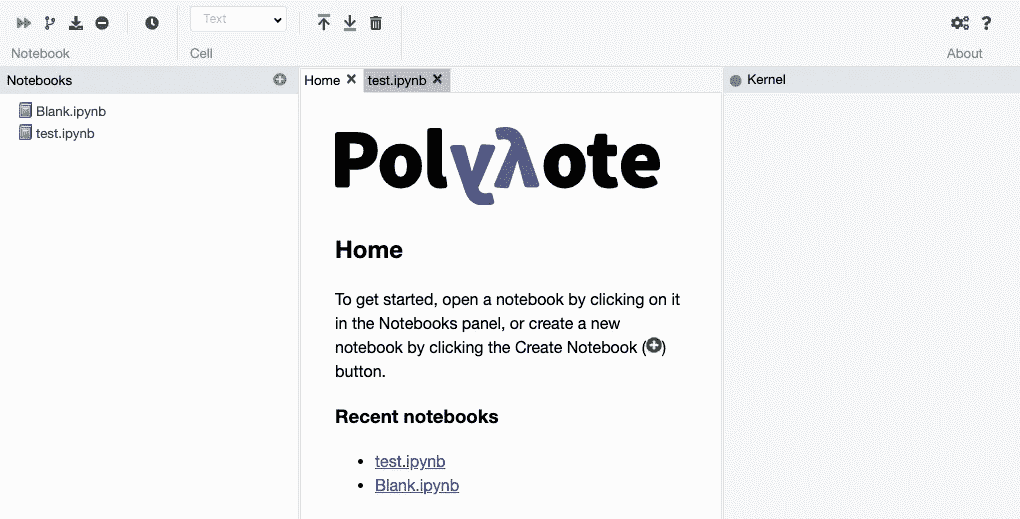 Text
Notebook
Cell
About
Notebooks
Home
test.ipynb
Kernel
Blank.ipynb
test.ipynb
Polyλote
Home
To get started, open a notebook by clicking on it
in the Notebooks panel, or create a new
notebook by clicking the Create Notebook ( )
button.
Recent notebooks
test.ipynb
Blank.ipynb